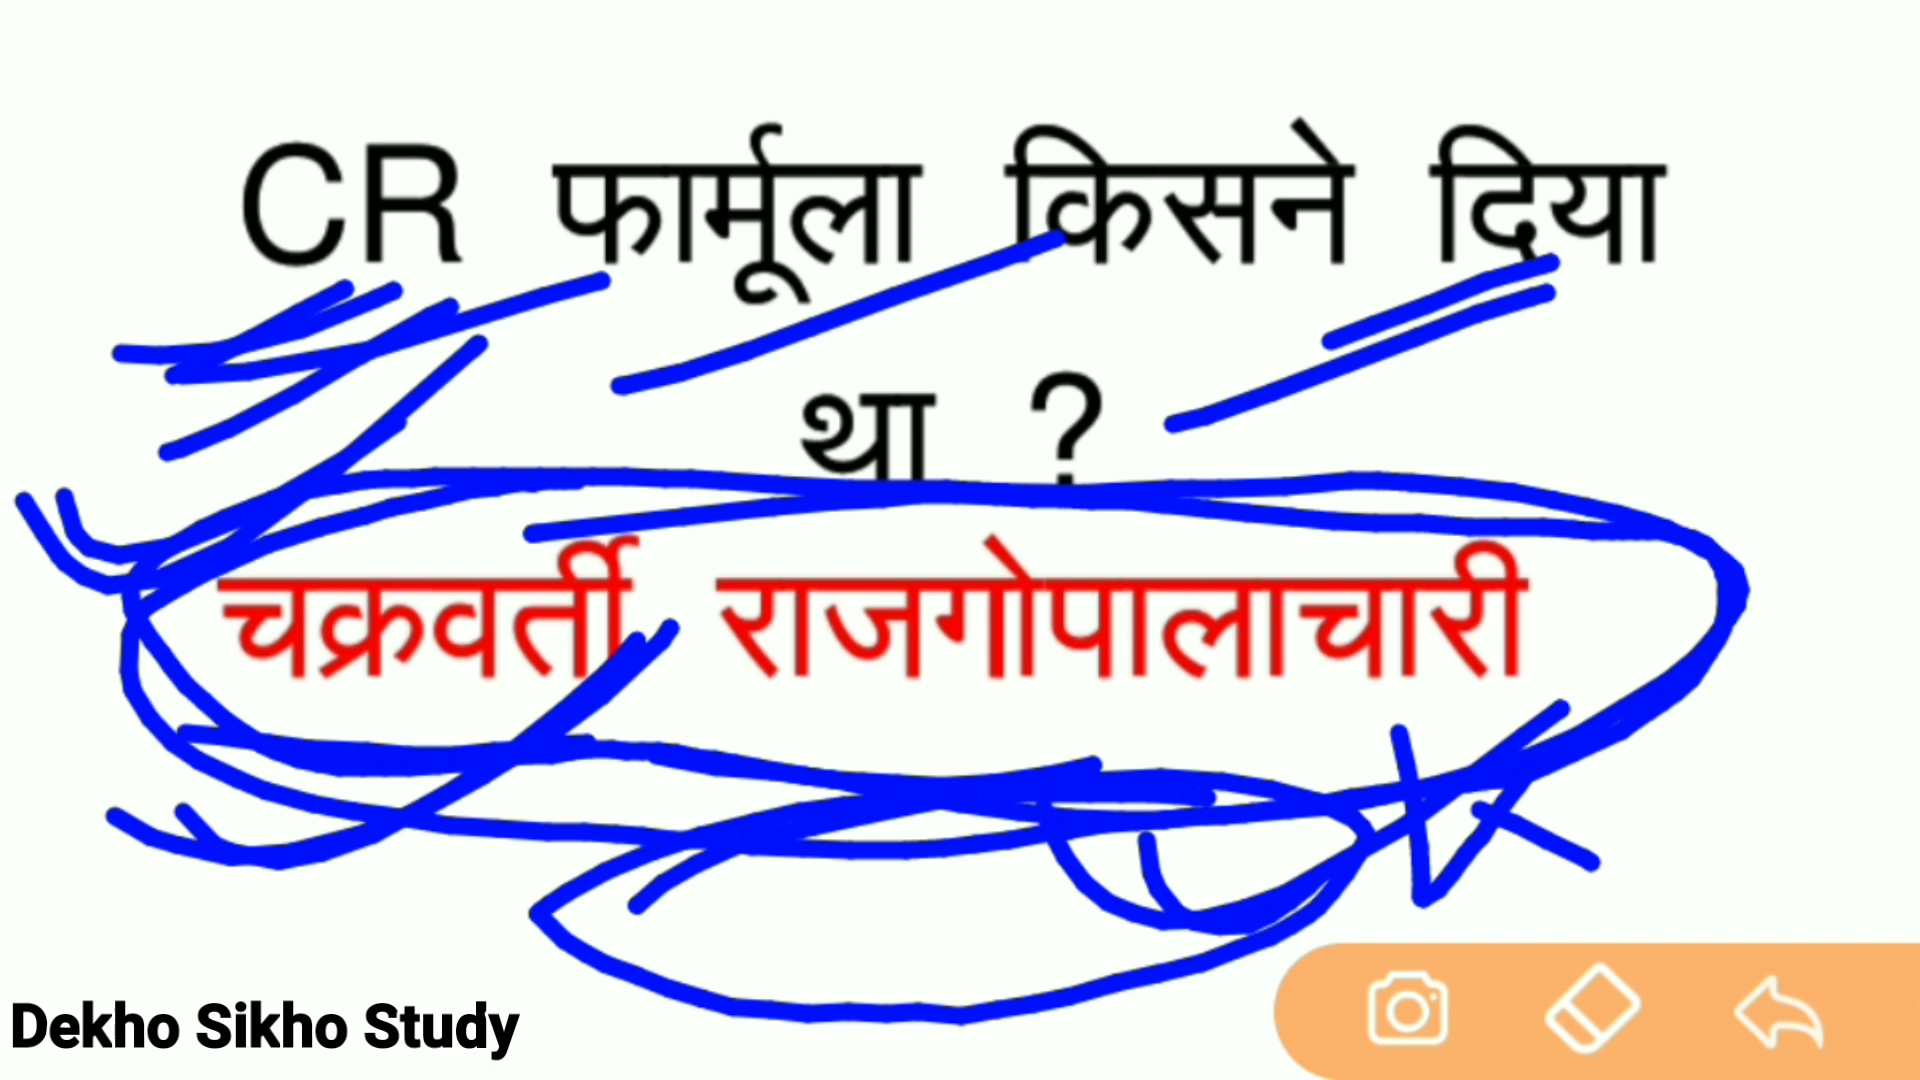 CR फार्मूला किसने दिया
था ?
चक्रवर्ती राजगोपालाचारी
Dekho Sikho Study